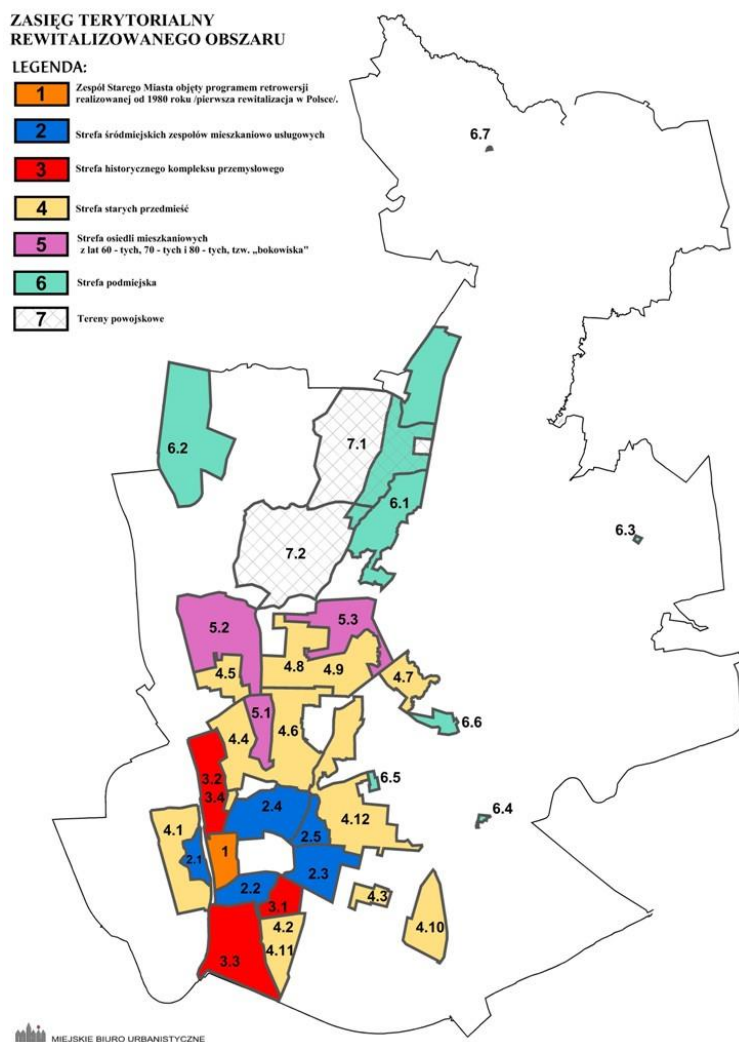 ZASIĘG TERYTORIALNY
REWITALIZOWANEGO OBSZARU
LEGENDA:
1 Zespół Starego Miasta objęty programem retrowersji
realizowanej od 1980 roku /pierwsza rewitalizacja w Polsce/.
2 Strefa śródmiejskich zespołów mieszkaniowo usługowych
3 Strefa historycznego kompleksu przemysłowego
4 Strefa starych przedmieść
5 Strefa osiedli mieszkaniowych
z lat 60 - tych, 70 - tych i 80 - tych, tzw. „bokowiska"
6 Strefa podmiejska
7 Tereny powojskowe
6.7
7.1
6.2
6.1
6.3
7.2
5.2
5.3
4.8
4.9
4.5
4.7
5.1
6.6
4.4
4.6
3.2
6.5
3.4
2.4
6.4
4.1
2.5
4.12
1
2.1
2.3
2.2
4.3
3.1
4.2
4.10
4.11
3.3
MIEJSKIE BIURO URBANISTYCZNE